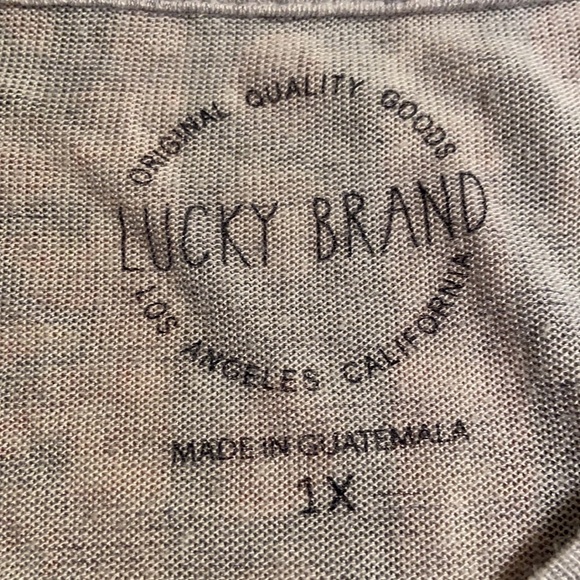 ORIGINAL QUALITY GOODS
LUCKY BRAND
LOS ANGELES CALIFORNIA
MADE IN GUATEMALA
1X